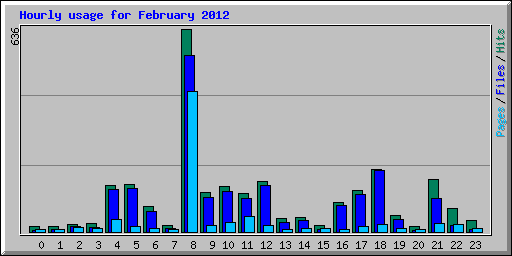 Hourly usage for February 2012
636
Pages / Files / Hits
0 1 2 3 4 5 6 7 8 9 10 11 12 13 14 15 16 17 18 19 20 21 22 23